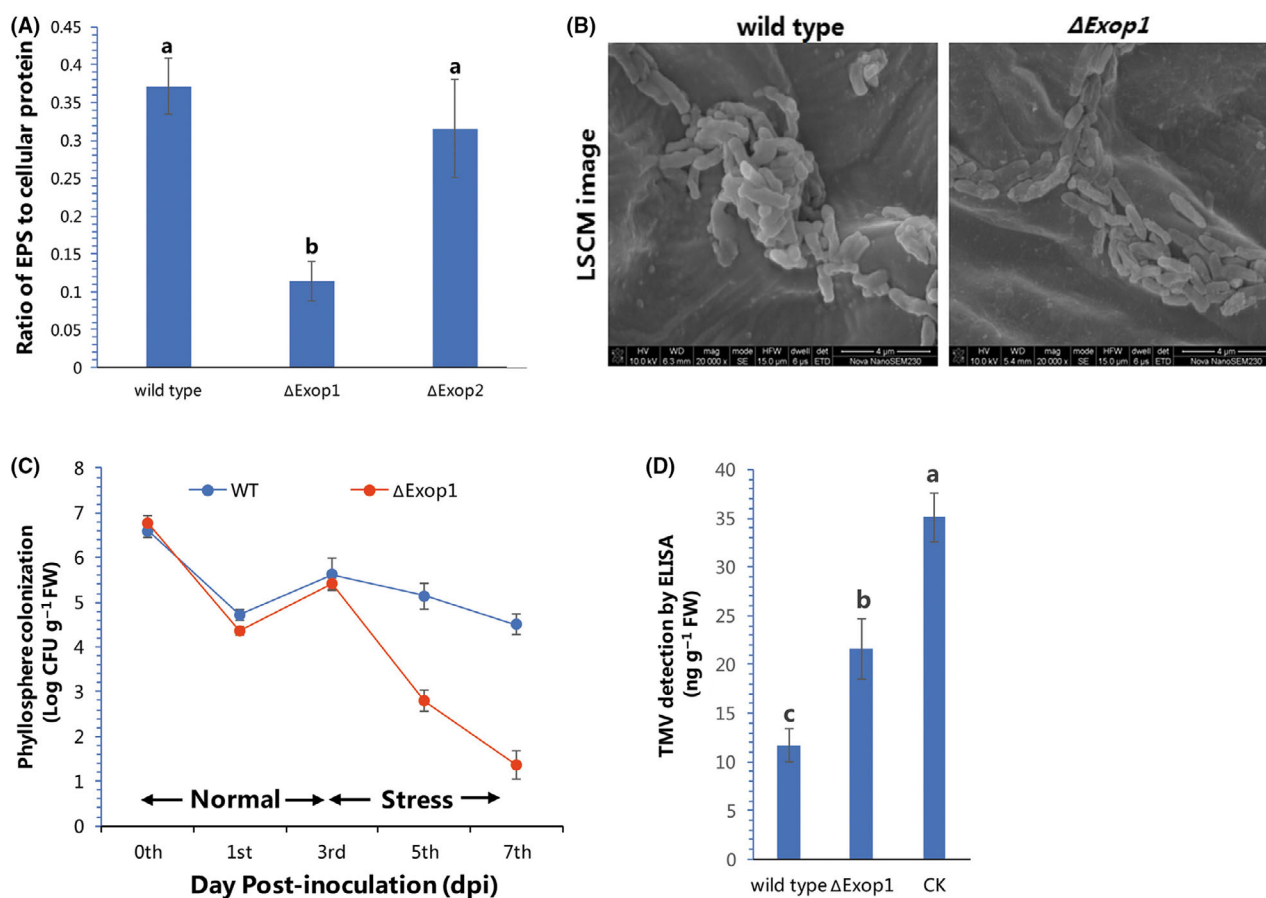 (A)
0.45
0.4
0.35
0.3
0.25
0.2
0.15
0.1
0.05
0
Ratio of EPS to cellular protein
a
b
a
wild type ΔExop1 ΔExop2
(B)
wild type ΔExop1
LSCM image
HV WD mag mode HFW dwell det 4 μm
10.0 kV 6.3 mm 20 000 x SE 15.0 μm 6 μs ETD Nova NanoSEM230
HV WD mag mode HFW dwell det 4 μm
10.0 kV 5.4 mm 20 000 x SE 15.0 μm 6 μs ETD Nova NanoSEM230
(C)
8
7
6
5
4
3
2
1
0
Phyllosphere colonization
(Log CFU g⁻¹ FW)
WT ΔExop1
Normal Stress
0th 1st 3rd 5th 7th
Day Post-inoculation (dpi)
(D)
40
35
30
25
20
15
10
5
0
TMV detection by ELISA
(ng g⁻¹ FW)
c
b
a
wild type ΔExop1 CK